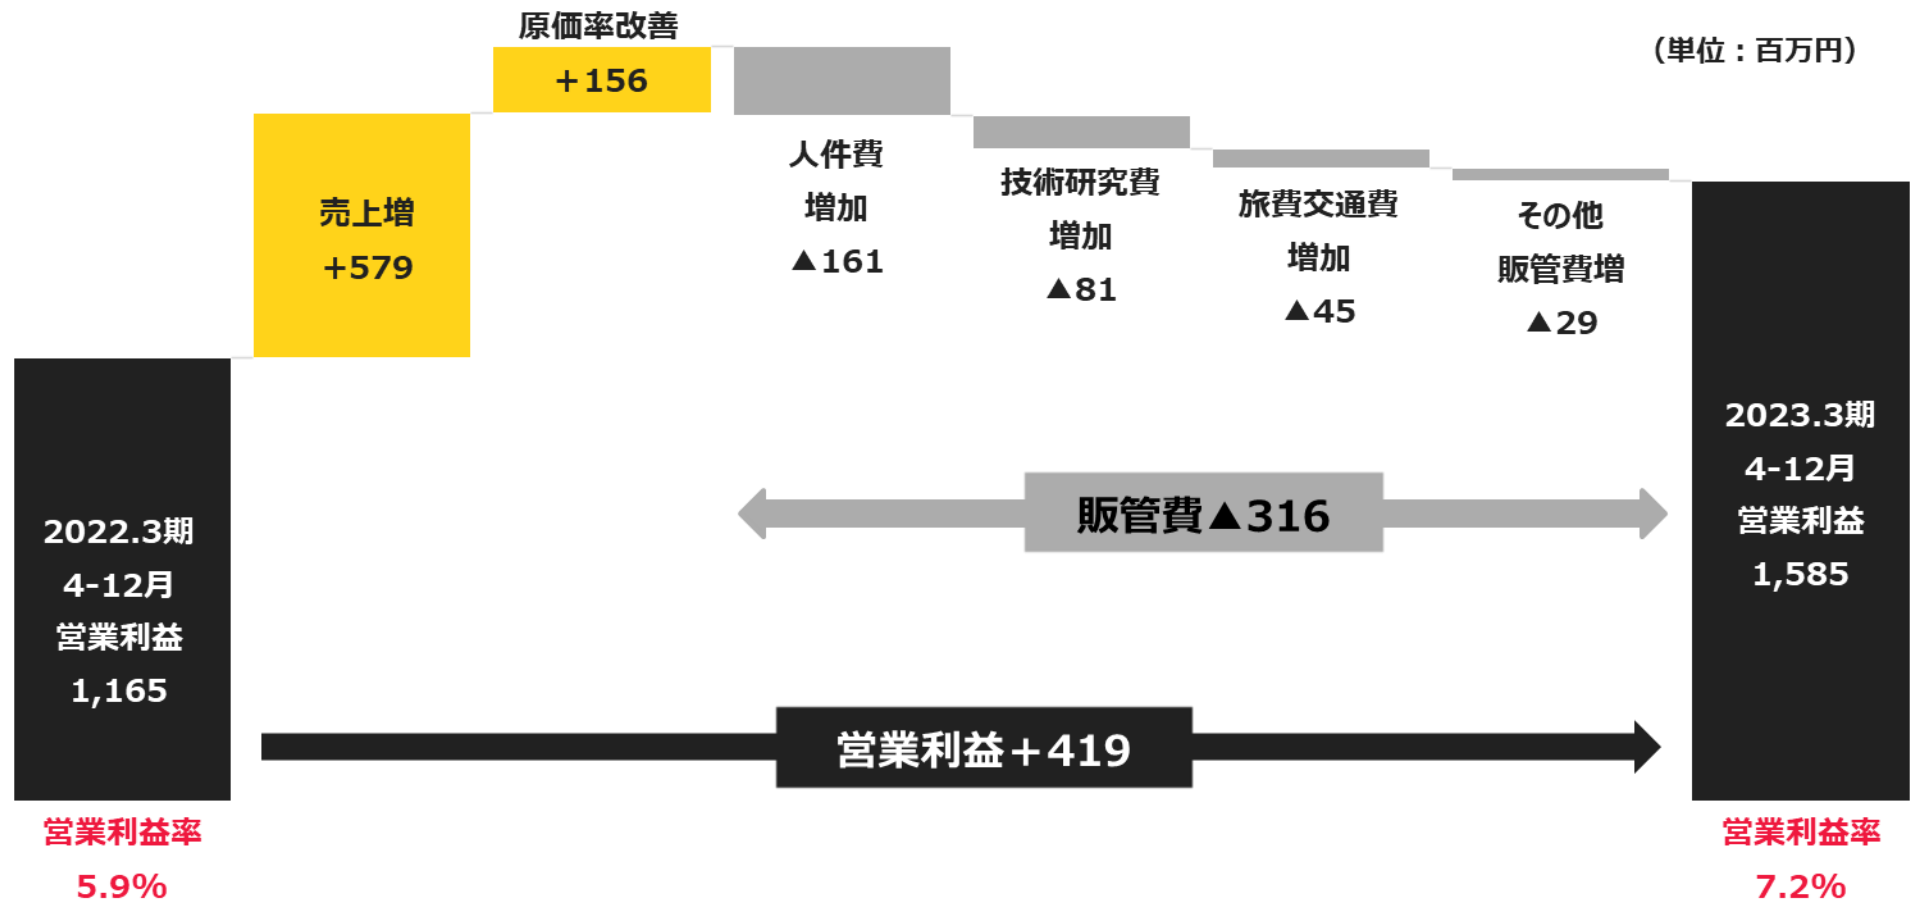 (単位：百万円)
原価率改善
＋156
売上増
+579
人件費
増加
▲161
技術研究費
増加
▲81
旅費交通費
増加
▲45
その他
販管費増
▲29
販管費▲316
2022.3期
4-12月
営業利益
1,165
2023.3期
4-12月
営業利益
1,585
営業利益＋419
営業利益率
5.9%
営業利益率
7.2%